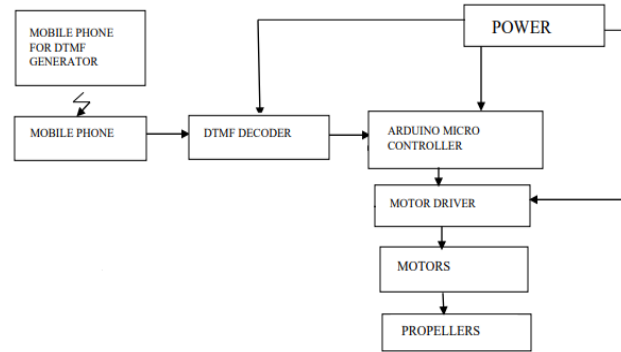 MOBILE PHONE
FOR DTMF
GENERATOR
POWER
MOBILE PHONE
DTMF DECODER
ARDUINO MICRO
CONTROLLER
MOTOR DRIVER
MOTORS
PROPELLERS